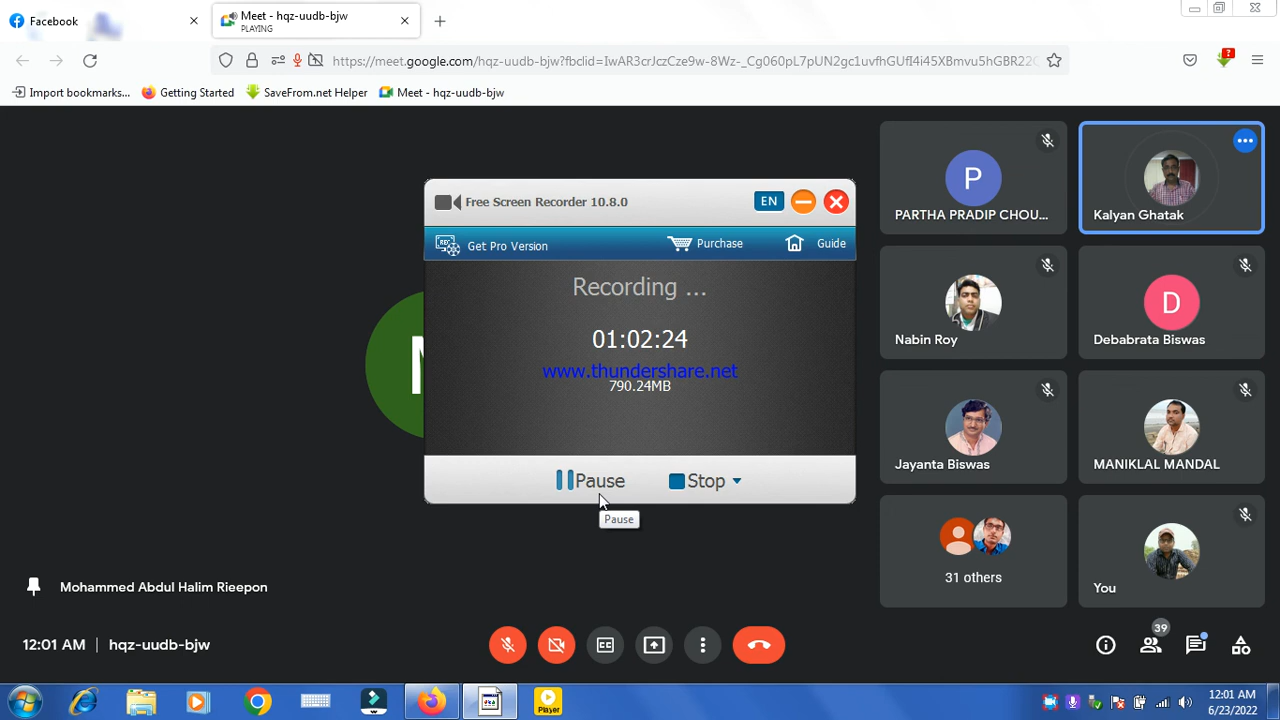 Facebook
Meet - hqz-uudb-bjw
PLAYING
https://meet.google.com/hqz-uudb-bjw?fbclid=
Import bookmarks...
Getting Started
SaveFrom.net Helper
Meet - hqz-uudb-bjw
Free Screen Recorder 10.8.0
EN
Get Pro Version
Purchase
Guide
Recording ...
01:02:24
www.thundershare.net
790.24MB
Pause
Stop
Pause
P
PARTHA PRADIP CHOU...
Kalyan Ghatak
Nabin Roy
D
Debabrata Biswas
Jayanta Biswas
MANIKLAL MANDAL
31 others
You
Mohammed Abdul Halim Rieepon
12:01 AM | hqz-uudb-bjw
39
Player
12:01 AM
6/23/2022